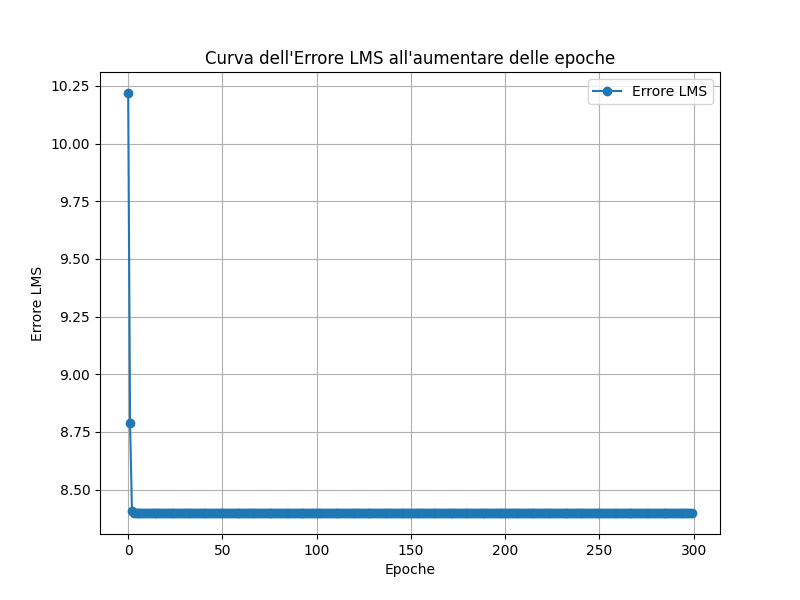 Curva dell'Errore LMS all'aumentare delle epoche
Errore LMS
10.25
10.00
9.75
9.50
9.25
9.00
8.75
8.50
Errore LMS
0 50 100 150 200 250 300
Epoche